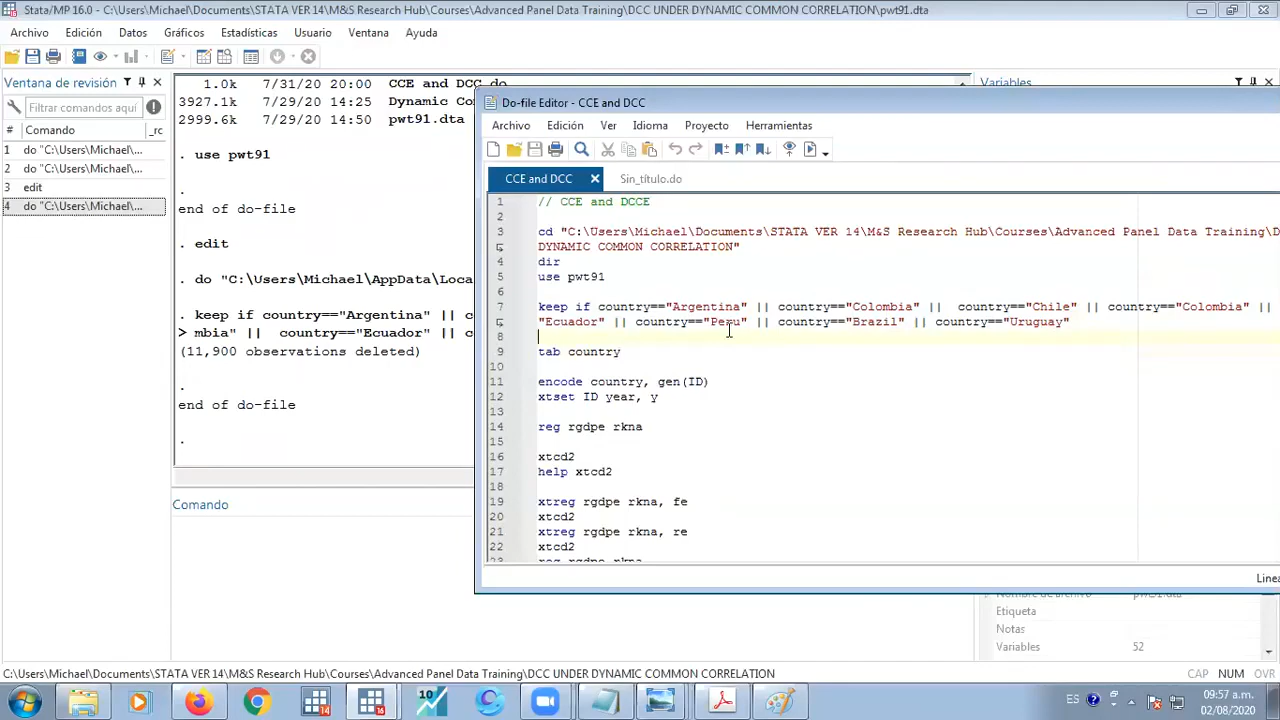 Stata/MP 16.0 - C:\Users\Michael\Documents\STATA VER 14\M&S Research Hub\Courses\Advanced Panel Data Training\DCC UNDER DYNAMIC COMMON CORRELATION\pwt91.dta
Archivo Edición Datos Gráficos Estadísticas Usuario Ventana Ayuda
Ventana de revisión
Filtrar comandos aquí
# Comando _rc
1 do "C:\Users\Michael\...
2 do "C:\Users\Michael\...
3 edit
4 do "C:\Users\Michael\...
1.0k 7/31/20 20:00 CCE and DCC.do
3927.1k 7/29/20 14:25 Dynamic Co
2999.6k 7/29/20 14:50 pwt91.dta
. use pwt91
.
end of do-file
. edit
. do "C:\Users\Michael\AppData\Loca
. keep if country=="Argentina" || c
> mbia" || country=="Ecuador" || c
(11,900 observations deleted)
.
end of do-file
.
Comando
Variables
Do-file Editor - CCE and DCC
Archivo Edición Ver Idioma Proyecto Herramientas
CCE and DCC Sin_título.do
1 // CCE and DCCE
2
3 cd "C:\Users\Michael\Documents\STATA VER 14\M&S Research Hub\Courses\Advanced Panel Data Training\D
DYNAMIC COMMON CORRELATION"
4 dir
5 use pwt91
6
7 keep if country=="Argentina" || country=="Colombia" || country=="Chile" || country=="Colombia" ||
"Ecuador" || country=="Peru" || country=="Brazil" || country=="Uruguay"
8
9 tab country
10
11 encode country, gen(ID)
12 xtset ID year, y
13
14 reg rgdpe rkna
15
16 xtcd2
17 help xtcd2
18
19 xtreg rgdpe rkna, fe
20 xtcd2
21 xtreg rgdpe rkna, re
22 xtcd2
23 reg rgdpe rkna
Linea
Nombre de archivo pwt91.dta
Etiqueta
Notas
Variables 52
C:\Users\Michael\Documents\STATA VER 14\M&S Research Hub\Courses\Advanced Panel Data Training\DCC UNDER DYNAMIC COMMON CORRELATION
CAP NUM OVR
14 16 10
ES
09:57 a.m.
02/08/2020